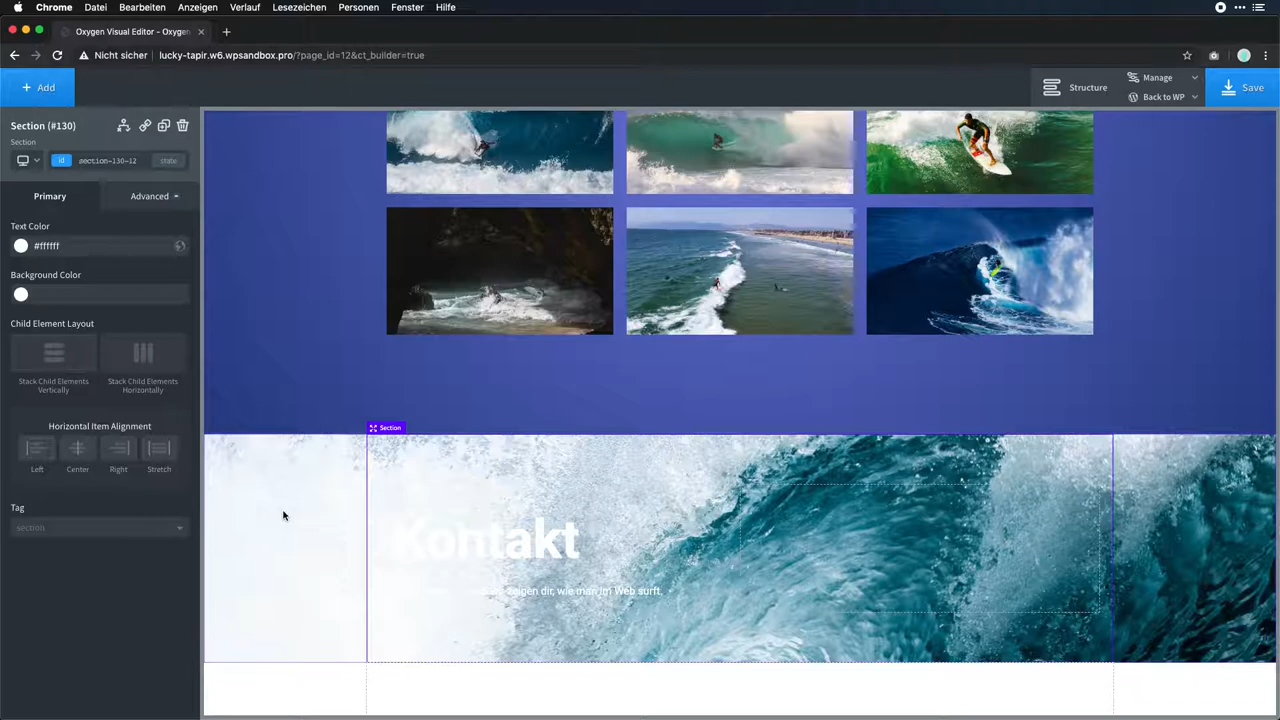 Chrome Datei Bearbeiten Anzeigen Verlauf Lesezeichen Personen Fenster Hilfe
Oxygen Visual Editor - Oxygen
Nicht sicher lucky-tapir.w6.wpsandbox.pro/?page_id=12&ct_builder=true
+ Add
Structure
Manage
Back to WP
Save
Section (#130)
Section
id section-130-12 state
Primary Advanced
Text Color
#ffffff
Background Color
Child Element Layout
Stack Child Elements Vertically
Stack Child Elements Horizontally
Horizontal Item Alignment
Left Center Right Stretch
Tag
section
Section
Kontakt
zeigen dir, wie man im Web surft.